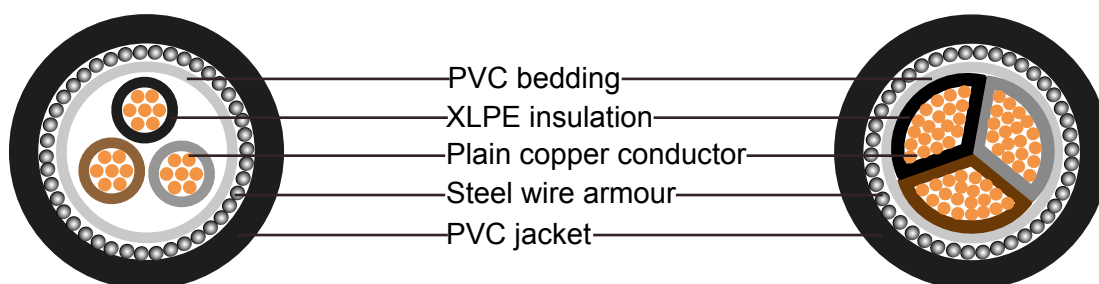 PVC bedding
XLPE insulation
Plain copper conductor
Steel wire armour
PVC jacket